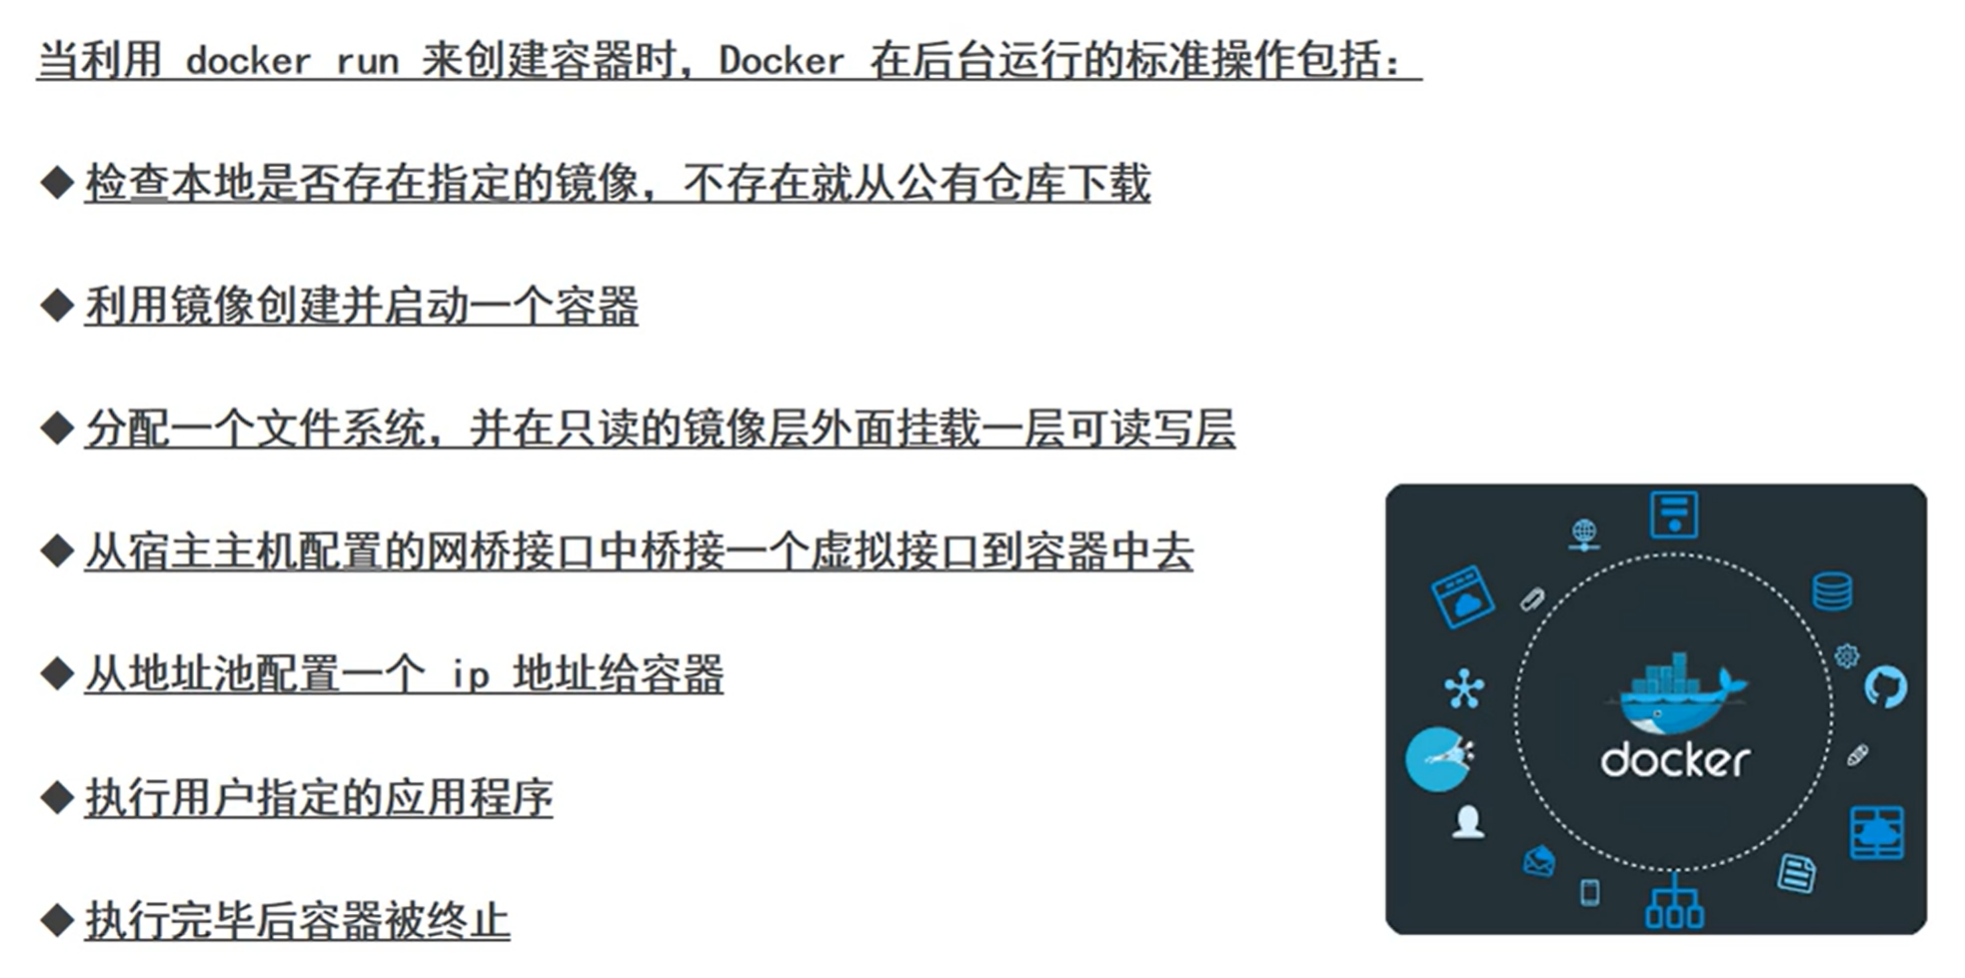 当利用 docker run 来创建容器时，Docker 在后台运行的标准操作包括：
◆ 检查本地是否存在指定的镜像，不存在就从公有仓库下载
◆ 利用镜像创建并启动一个容器
◆ 分配一个文件系统，并在只读的镜像层外面挂载一层可读写层
◆ 从宿主主机配置的网桥接口中桥接一个虚拟接口到容器中去
◆ 从地址池配置一个 ip 地址给容器
◆ 执行用户指定的应用程序
◆ 执行完毕后容器被终止
docker